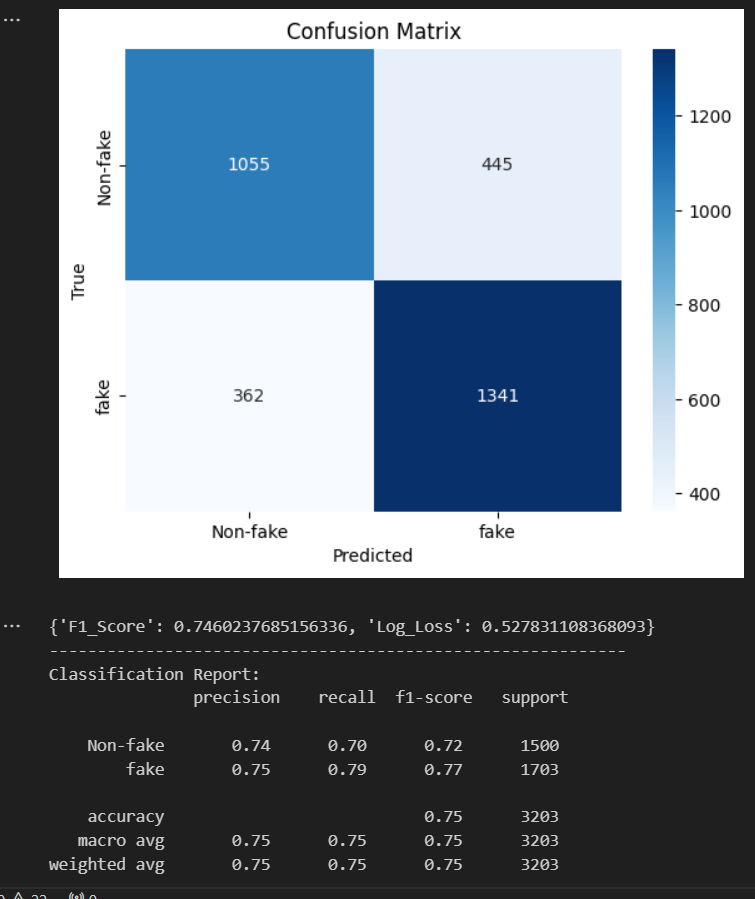 ...
Confusion Matrix
Non-fake
1055
445
1200
1000
True
800
fake
362
1341
600
400
Non-fake
fake
Predicted
...
{'F1_Score': 0.7460237685156336, 'Log_Loss': 0.527831108368093}
------------------------------------------------------------
Classification Report:
precision recall f1-score support
Non-fake 0.74 0.70 0.72 1500
fake 0.75 0.79 0.77 1703
accuracy 0.75 3203
macro avg 0.75 0.75 0.75 3203
weighted avg 0.75 0.75 0.75 3203